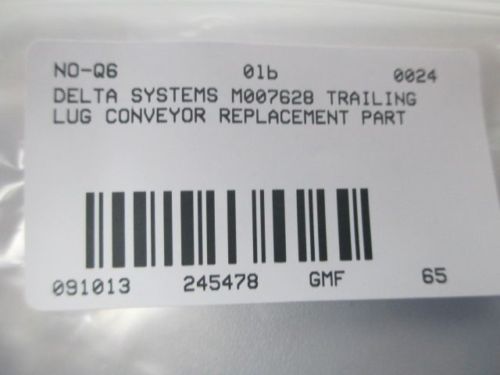 NO-Q6 01b 0024
DELTA SYSTEMS M007628 TRAILING
LUG CONVEYOR REPLACEMENT PART
091013 245478 GMF 65